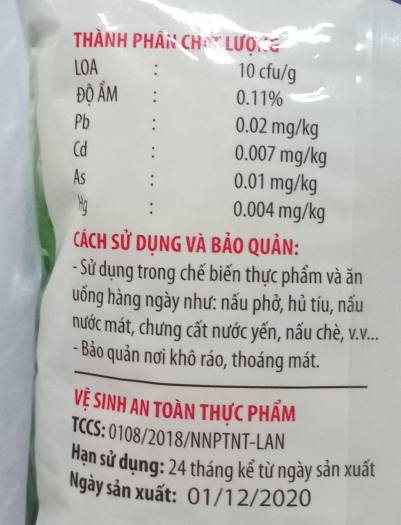 THÀNH PHẦN CHẤT LƯỢNG
LOA : 10 cfu/g
ĐỘ ẨM : 0.11%
Pb : 0.02 mg/kg
Cd : 0.007 mg/kg
As : 0.01 mg/kg
Hg : 0.004 mg/kg
CÁCH SỬ DỤNG VÀ BẢO QUẢN:
- Sử dụng trong chế biến thực phẩm và ăn
uống hàng ngày như: nấu phở, hủ tíu, nấu
nước mát, chưng cất nước yến, nấu chè, v.v...
- Bảo quản nơi khô ráo, thoáng mát.
VỆ SINH AN TOÀN THỰC PHẨM
TCCS: 0108/2018/NNPTNT-LAN
Hạn sử dụng: 24 tháng kể từ ngày sản xuất
Ngày sản xuất: 01/12/2020